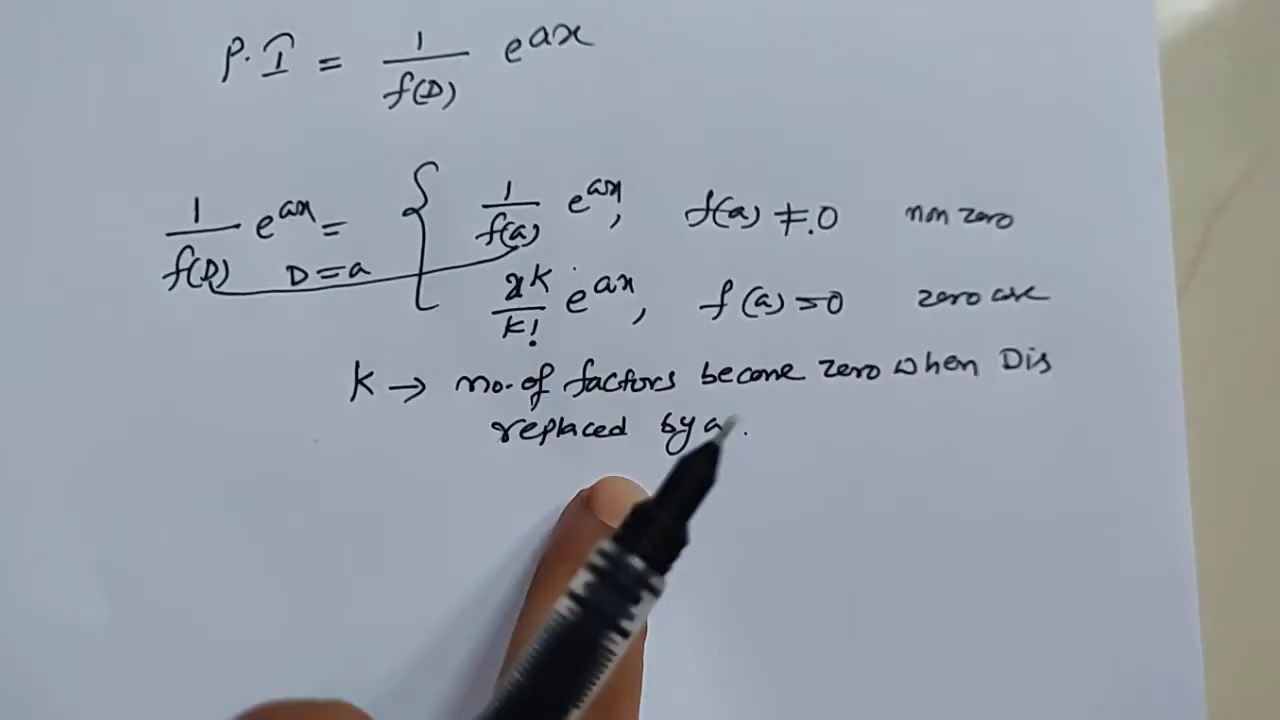 P.I = 1/f(D) e^ax
1/f(D) e^ax = { 1/f(a) e^ax, f(a) ≠ 0 non zero
D = a
x^k/k! e^ax, f(a) = 0 zero
K → no. of factors become zero when D is
replaced by a.